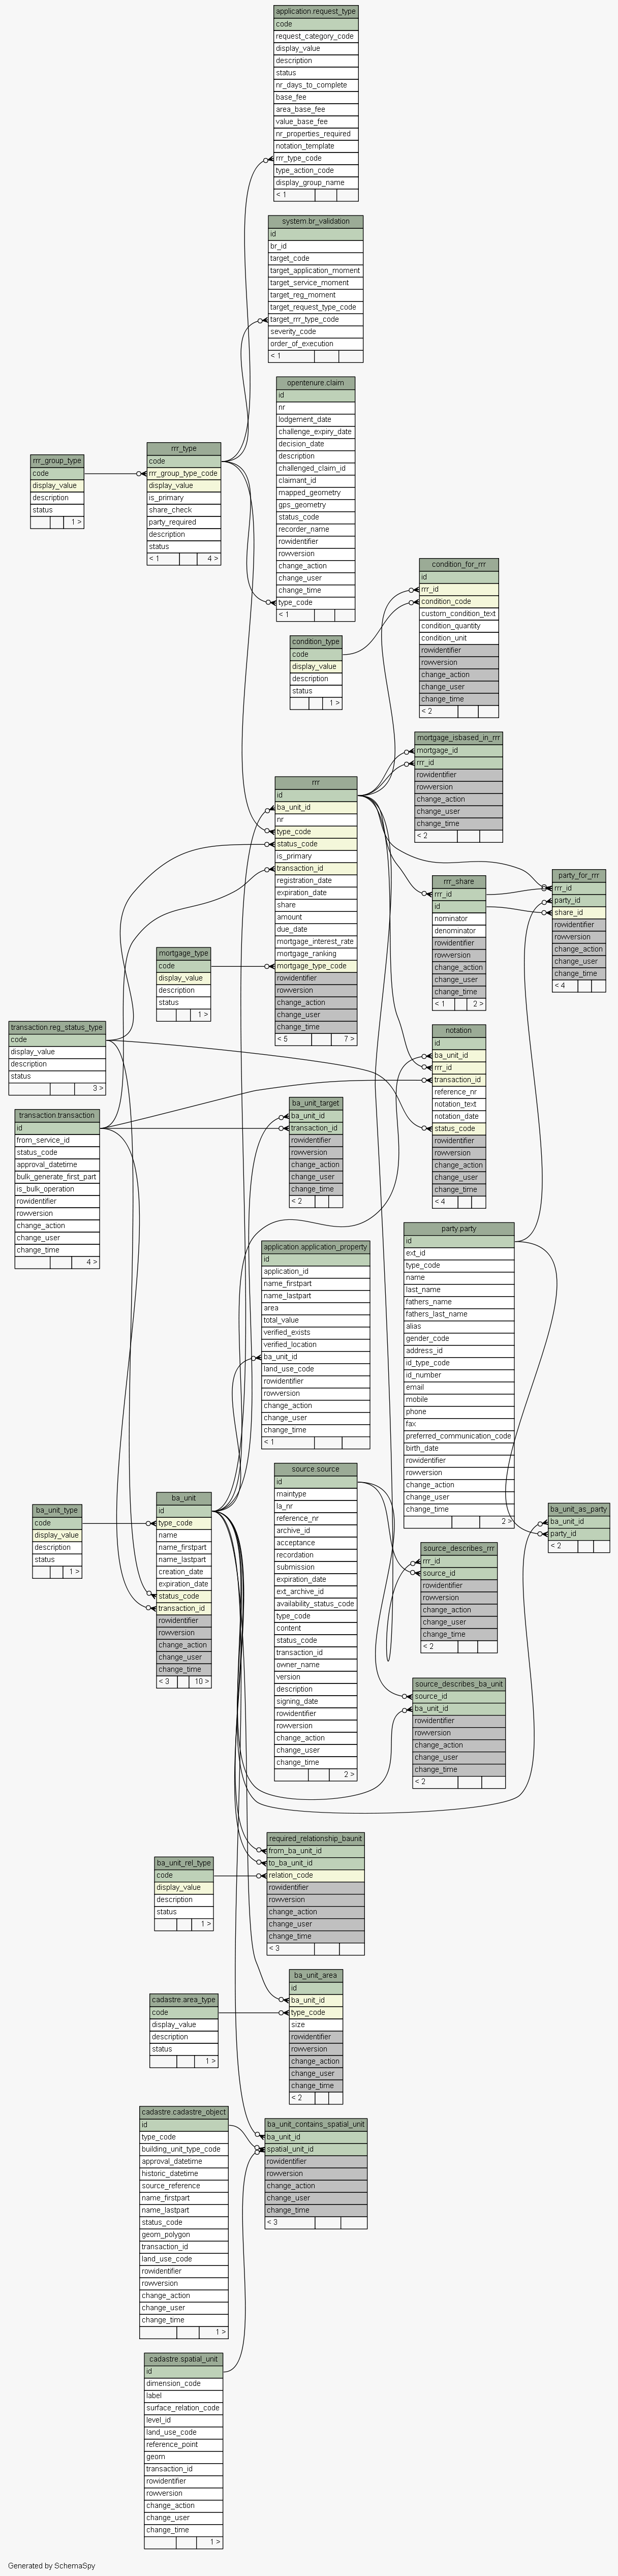 application.request_type
code
request_category_code
display_value
description
status
nr_days_to_complete
base_fee
area_base_fee
value_base_fee
nr_properties_required
notation_template
rrr_type_code
type_action_code
display_group_name
< 1
system.br_validation
id
br_id
target_code
target_application_moment
target_service_moment
target_reg_moment
target_request_type_code
target_rrr_type_code
severity_code
order_of_execution
< 1
opentenure.claim
id
nr
lodgement_date
challenge_expiry_date
decision_date
description
challenged_claim_id
claimant_id
mapped_geometry
gps_geometry
status_code
recorder_name
rowidentifier
rowversion
change_action
change_user
change_time
type_code
< 1
rrr_group_type
code
display_value
description
status
1 >
rrr_type
code
rrr_group_type_code
display_value
is_primary
share_check
party_required
description
status
< 1 4 >
condition_for_rrr
id
rrr_id
condition_code
custom_condition_text
condition_quantity
condition_unit
rowidentifier
rowversion
change_action
change_user
change_time
< 2
condition_type
code
display_value
description
status
1 >
mortgage_isbased_in_rrr
mortgage_id
rrr_id
rowidentifier
rowversion
change_action
change_user
change_time
< 2
rrr
id
ba_unit_id
nr
type_code
status_code
is_primary
transaction_id
registration_date
expiration_date
share
amount
due_date
mortgage_interest_rate
mortgage_ranking
mortgage_type_code
rowidentifier
rowversion
change_action
change_user
change_time
< 5 7 >
party_for_rrr
rrr_id
party_id
share_id
rowidentifier
rowversion
change_action
change_user
change_time
< 4
rrr_share
rrr_id
id
nominator
denominator
rowidentifier
rowversion
change_action
change_user
change_time
< 1 2 >
mortgage_type
code
display_value
description
status
1 >
transaction.reg_status_type
code
display_value
description
status
3 >
notation
id
ba_unit_id
rrr_id
transaction_id
reference_nr
notation_text
notation_date
status_code
rowidentifier
rowversion
change_action
change_user
change_time
< 4
transaction.transaction
id
from_service_id
status_code
approval_datetime
bulk_generate_first_part
is_bulk_operation
rowidentifier
rowversion
change_action
change_user
change_time
4 >
ba_unit_target
ba_unit_id
transaction_id
rowidentifier
rowversion
change_action
change_user
change_time
< 2
party.party
id
ext_id
type_code
name
last_name
fathers_name
fathers_last_name
alias
gender_code
address_id
id_type_code
id_number
email
mobile
phone
fax
preferred_communication_code
birth_date
rowidentifier
rowversion
change_action
change_user
change_time
2 >
application.application_property
id
application_id
name_firstpart
name_lastpart
area
total_value
verified_exists
verified_location
ba_unit_id
land_use_code
rowidentifier
rowversion
change_action
change_user
change_time
< 1
source.source
id
maintype
la_nr
reference_nr
archive_id
acceptance
recordation
submission
expiration_date
ext_archive_id
availability_status_code
type_code
content
status_code
transaction_id
owner_name
version
description
signing_date
rowidentifier
rowversion
change_action
change_user
change_time
2 >
ba_unit_type
code
display_value
description
status
1 >
ba_unit
id
type_code
name
name_firstpart
name_lastpart
creation_date
expiration_date
status_code
transaction_id
rowidentifier
rowversion
change_action
change_user
change_time
< 3 10 >
ba_unit_as_party
ba_unit_id
party_id
< 2
source_describes_rrr
rrr_id
source_id
rowidentifier
rowversion
change_action
change_user
change_time
< 2
source_describes_ba_unit
source_id
ba_unit_id
rowidentifier
rowversion
change_action
change_user
change_time
< 2
required_relationship_baunit
from_ba_unit_id
to_ba_unit_id
relation_code
rowidentifier
rowversion
change_action
change_user
change_time
< 3
ba_unit_rel_type
code
display_value
description
status
1 >
ba_unit_area
id
ba_unit_id
type_code
size
rowidentifier
rowversion
change_action
change_user
change_time
< 2
cadastre.area_type
code
display_value
description
status
1 >
cadastre.cadastre_object
id
type_code
building_unit_type_code
approval_datetime
historic_datetime
source_reference
name_firstpart
name_lastpart
status_code
geom_polygon
transaction_id
land_use_code
rowidentifier
rowversion
change_action
change_user
change_time
1 >
ba_unit_contains_spatial_unit
ba_unit_id
spatial_unit_id
rowidentifier
rowversion
change_action
change_user
change_time
< 3
cadastre.spatial_unit
id
dimension_code
label
surface_relation_code
level_id
land_use_code
reference_point
geom
transaction_id
rowidentifier
rowversion
change_action
change_user
change_time
1 >
Generated by SchemaSpy